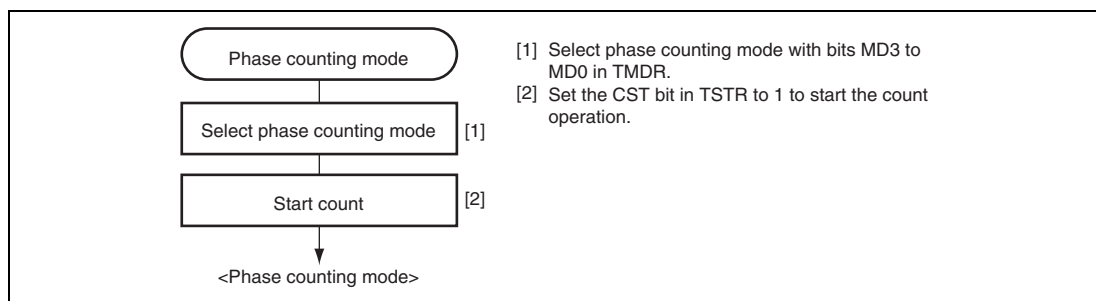 Phase counting mode
Select phase counting mode
[1]
Start count
[2]
<Phase counting mode>
[1] Select phase counting mode with bits MD3 to
MD0 in TMDR.
[2] Set the CST bit in TSTR to 1 to start the count
operation.